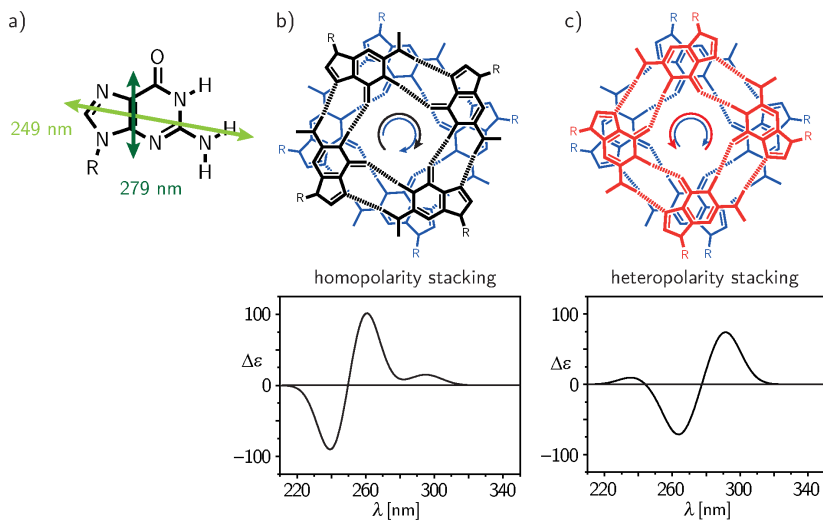 a)
O
N
N
H
249 nm
N
N
N
H
R
H
279 nm
b)
R
R
R
R
R
R
R
R
homopolarity stacking
100
Δε
0
−100
220
260
300
340
λ [nm]
c)
R
R
R
R
R
R
R
R
heteropolarity stacking
100
Δε
0
−100
220
260
300
340
λ [nm]